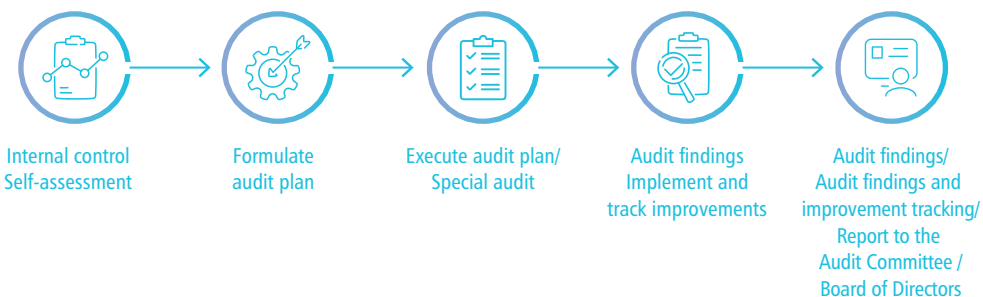 Internal control
Self-assessment
Formulate
audit plan
Execute audit plan/
Special audit
Audit findings
Implement and
track improvements
Audit findings/
Audit findings and
improvement tracking/
Report to the
Audit Committee /
Board of Directors